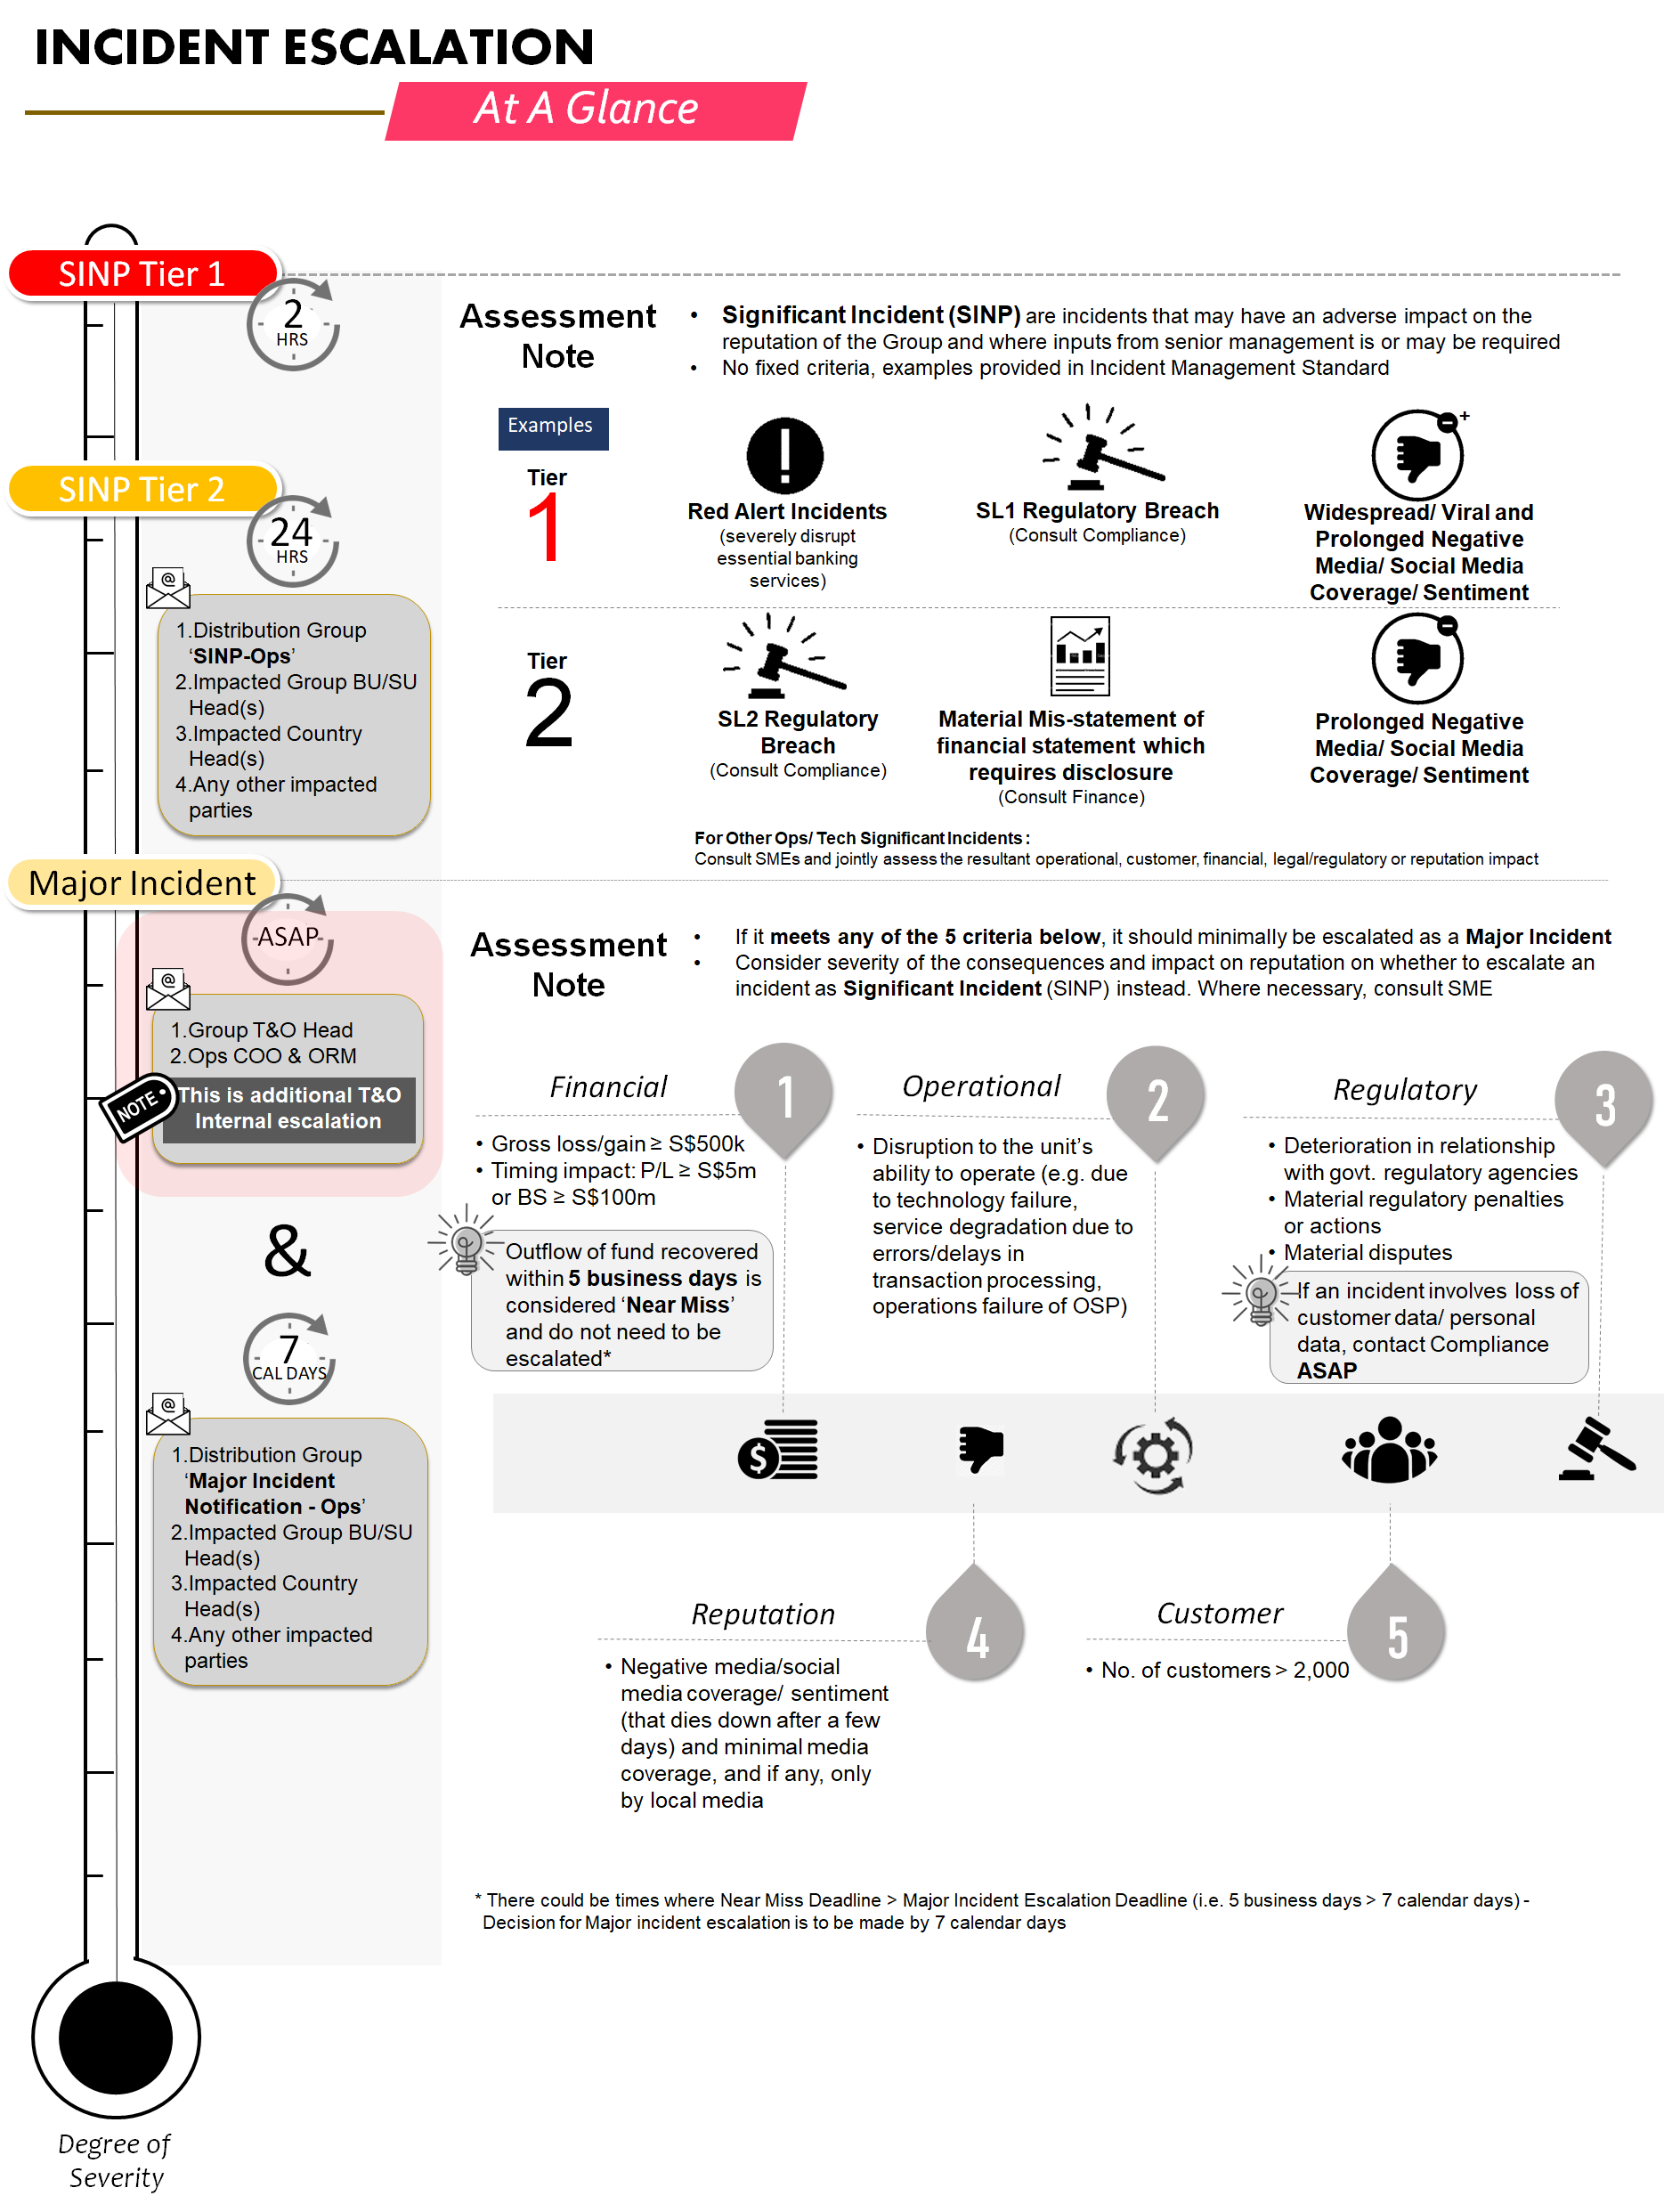 INCIDENT ESCALATION
At A Glance
SINP Tier 1
2
HRS
Assessment
Note
• Significant Incident (SINP) are incidents that may have an adverse impact on the
reputation of the Group and where inputs from senior management is or may be required
• No fixed criteria, examples provided in Incident Management Standard
Examples
Tier
1
Red Alert Incidents
(severely disrupt
essential banking
services)
SL1 Regulatory Breach
(Consult Compliance)
Widespread/ Viral and
Prolonged Negative
Media/ Social Media
Coverage/ Sentiment
SINP Tier 2
24
HRS
@
1.Distribution Group
‘SINP-Ops’
2.Impacted Group BU/SU
Head(s)
3.Impacted Country
Head(s)
4.Any other impacted
parties
Tier
2
SL2 Regulatory
Breach
(Consult Compliance)
Material Mis-statement of
financial statement which
requires disclosure
(Consult Finance)
Prolonged Negative
Media/ Social Media
Coverage/ Sentiment
For Other Ops/ Tech Significant Incidents :
Consult SMEs and jointly assess the resultant operational, customer, financial, legal/regulatory or reputation impact
Major Incident
ASAP
@
1.Group T&O Head
2.Ops COO & ORM
NOTE
This is additional T&O
Internal escalation
&
7
CAL DAYS
@
1.Distribution Group
‘Major Incident
Notification - Ops’
2.Impacted Group BU/SU
Head(s)
3.Impacted Country
Head(s)
4.Any other impacted
parties
Assessment
Note
• If it meets any of the 5 criteria below, it should minimally be escalated as a Major Incident
• Consider severity of the consequences and impact on reputation on whether to escalate an
incident as Significant Incident (SINP) instead. Where necessary, consult SME
Financial
1
• Gross loss/gain ≥ S$500k
• Timing impact: P/L ≥ S$5m
or BS ≥ S$100m
Outflow of fund recovered
within 5 business days is
considered ‘Near Miss’
and do not need to be
escalated*
Operational
2
• Disruption to the unit’s
ability to operate (e.g. due
to technology failure,
service degradation due to
errors/delays in
transaction processing,
operations failure of OSP)
Regulatory
3
• Deterioration in relationship
with govt. regulatory agencies
• Material regulatory penalties
or actions
• Material disputes
If an incident involves loss of
customer data/ personal
data, contact Compliance
ASAP
$
Reputation
4
• Negative media/social
media coverage/ sentiment
(that dies down after a few
days) and minimal media
coverage, and if any, only
by local media
Customer
5
• No. of customers > 2,000
* There could be times where Near Miss Deadline > Major Incident Escalation Deadline (i.e. 5 business days > 7 calendar days) -
Decision for Major incident escalation is to be made by 7 calendar days
Degree of
Severity